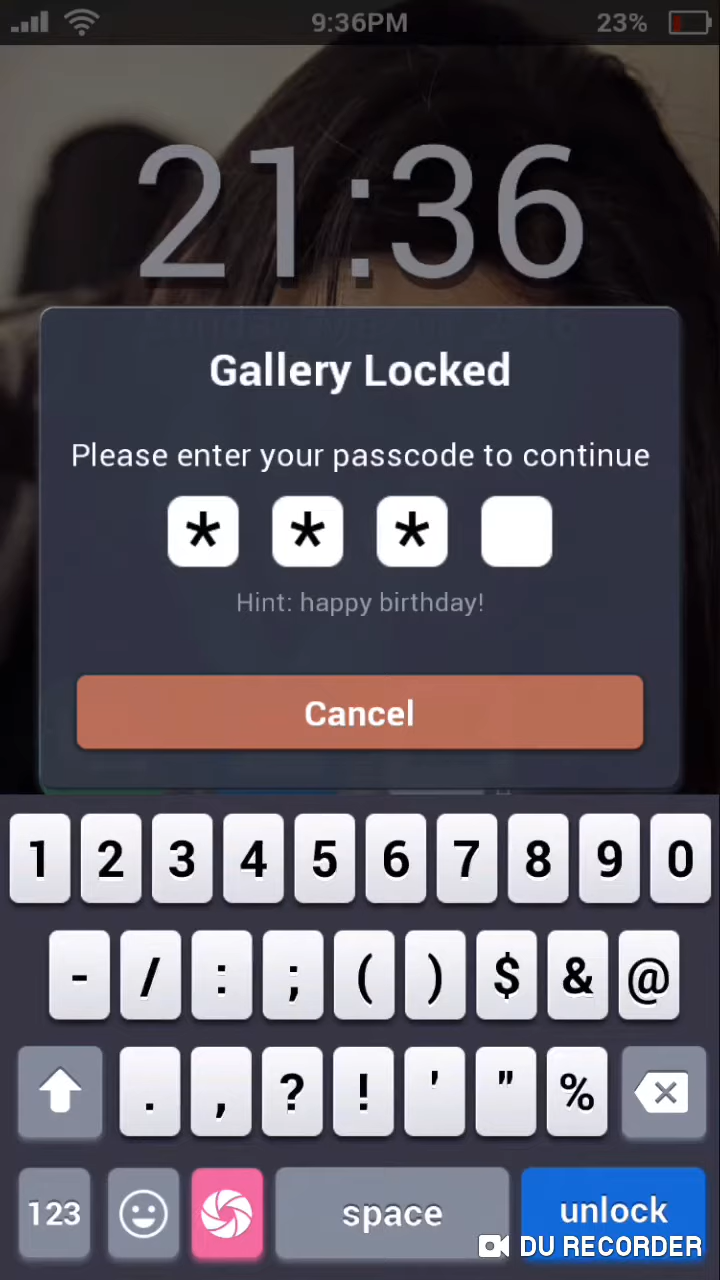 9:36PM 23%
21:36
Gallery Locked
Please enter your passcode to continue
* * *
Hint: happy birthday!
Cancel
1 2 3 4 5 6 7 8 9 0
- / : ; ( ) $ & @
. , ? ! ' " %
123 space unlock
DU RECORDER